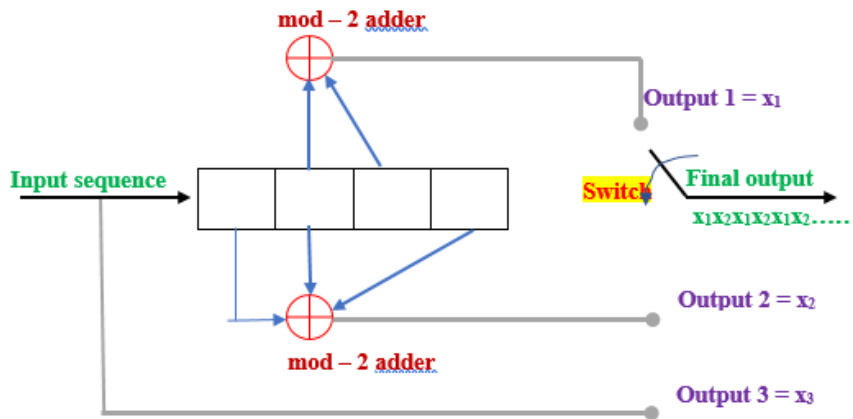 mod – 2 adder
Output 1 = x₁
Input sequence
Switch
Final output
x₁x₂x₁x₂x₁x₂.....
Output 2 = x₂
mod – 2 adder
Output 3 = x₃